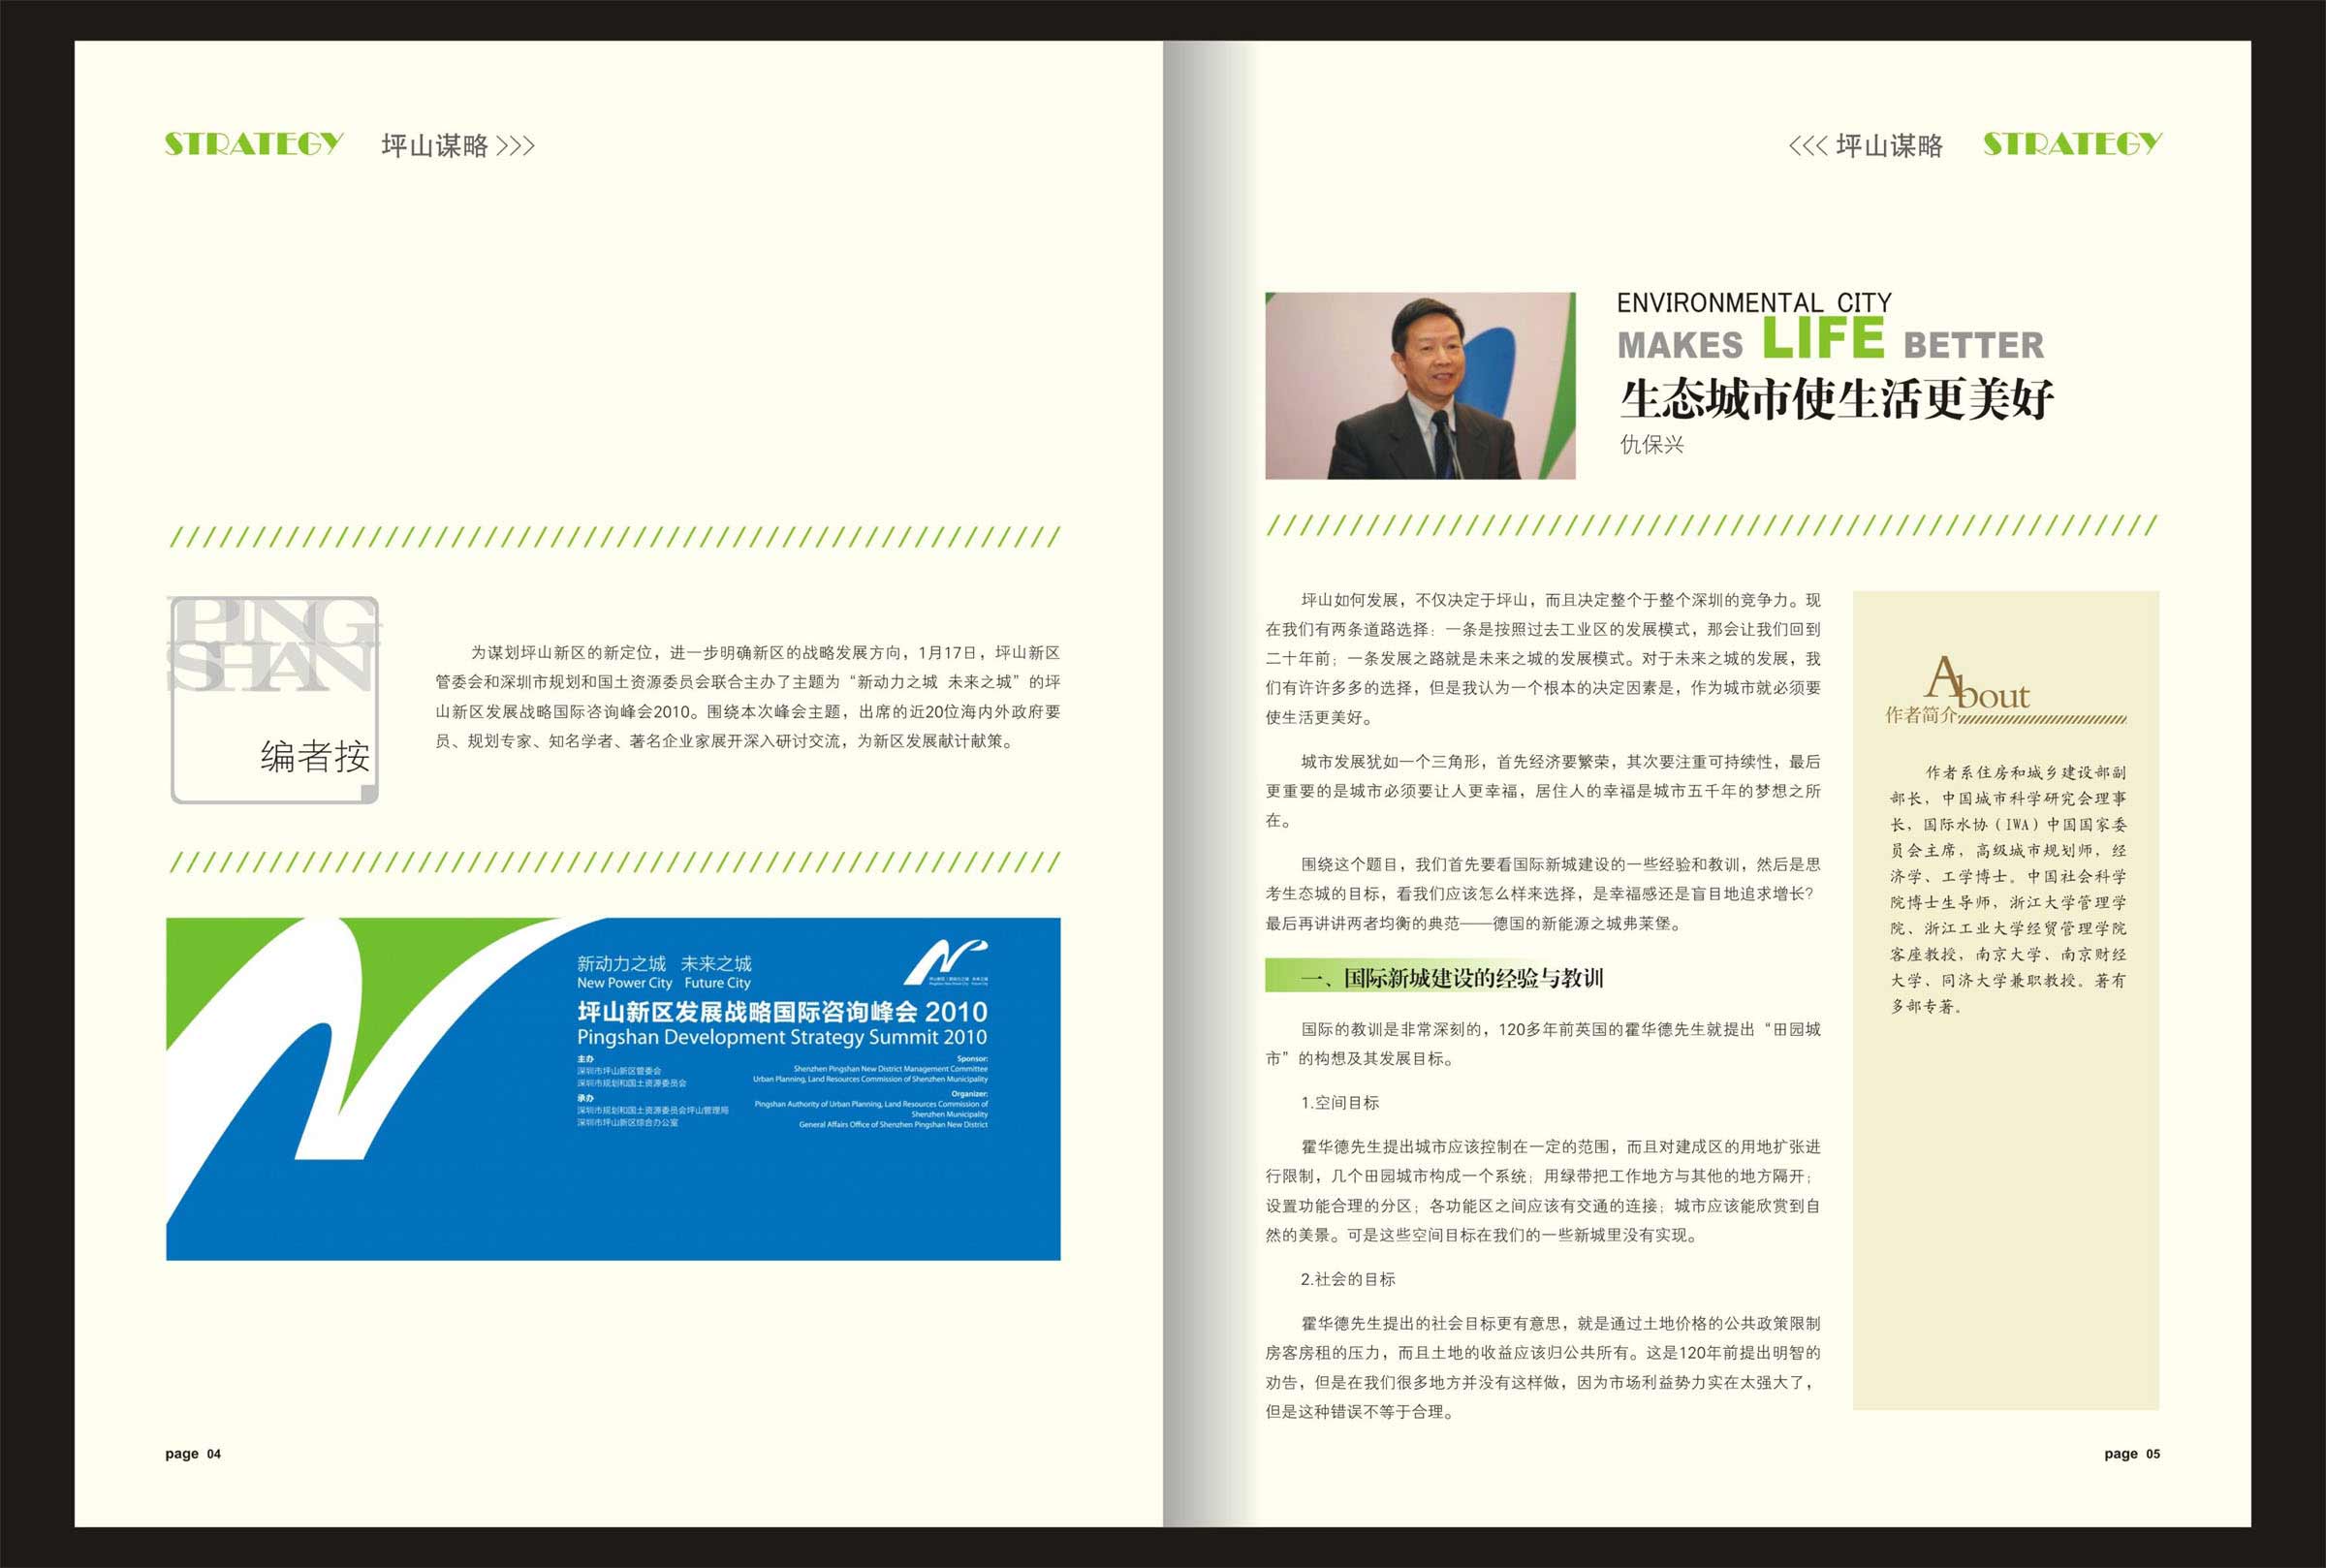 STRATEGY 坪山谋略 >>>
PING
SHAN
编者按
为谋划坪山新区的新定位，进一步明确新区的战略发展方向，1月17日，坪山新区
管委会和深圳市规划和国土资源委员会联合主办了主题为“新动力之城 未来之城”的坪
山新区发展战略国际咨询峰会2010。围绕本次峰会主题，出席的近20位海内外政府要
员、规划专家、知名学者、著名企业家展开深入研讨交流，为新区发展献计献策。
新动力之城 未来之城
New Power City Future City
坪山新区发展战略国际咨询峰会 2010
Pingshan Development Strategy Summit 2010
主办
深圳市坪山新区管委会
深圳市规划和国土资源委员会
承办
深圳市规划和国土资源委员会坪山管理局
深圳市坪山新区综合办公室
Sponsor:
Shenzhen Pingshan New District Management Committee
Urban Planning, Land Resources Commission of Shenzhen Municipality
Organizer:
Pingshan Authority of Urban Planning, Land Resources Commission of
Shenzhen Municipality
General Affairs Office of Shenzhen Pingshan New District
page 04
<<< 坪山谋略 STRATEGY
ENVIRONMENTAL CITY
MAKES LIFE BETTER
生态城市使生活更美好
仇保兴
坪山如何发展，不仅决定于坪山，而且决定整个于整个深圳的竞争力。现
在我们有两条道路选择：一条是按照过去工业区的发展模式，那会让我们回到
二十年前；一条发展之路就是未来之城的发展模式。对于未来之城的发展，我
们有许许多多的选择，但是我认为一个根本的决定因素是，作为城市就必须要
使生活更美好。
城市发展犹如一个三角形，首先经济要繁荣，其次要注重可持续性，最后
更重要的是城市必须要让人更幸福，居住人的幸福是城市五千年的梦想之所
在。
围绕这个题目，我们首先要看国际新城建设的一些经验和教训，然后是思
考生态城的目标，看我们应该怎么样来选择，是幸福感还是盲目地追求增长？
最后再讲讲两者均衡的典范——德国的新能源之城弗莱堡。
一、国际新城建设的经验与教训
国际的教训是非常深刻的，120多年前英国的霍华德先生就提出“田园城
市”的构想及其发展目标。
1.空间目标
霍华德先生提出城市应该控制在一定的范围，而且对建成区的用地扩张进
行限制，几个田园城市构成一个系统；用绿带把工作地方与其他的地方隔开；
设置功能合理的分区；各功能区之间应该有交通的连接；城市应该能欣赏到自
然的美景。可是这些空间目标在我们的一些新城里没有实现。
2.社会的目标
霍华德先生提出的社会目标更有意思，就是通过土地价格的公共政策限制
房客房租的压力，而且土地的收益应该归公共所有。这是120年前提出明智的
劝告，但是在我们很多地方并没有这样做，因为市场利益势力实在太强大了，
但是这种错误不等于合理。
About
作者简介
作者系住房和城乡建设部副
部长，中国城市科学研究会理事
长，国际水协（IWA）中国国家委
员会主席，高级城市规划师，经
济学、工学博士。中国社会科学
院博士生导师，浙江大学管理学
院、浙江工业大学经贸管理学院
客座教授，南京大学、南京财经
大学、同济大学兼职教授。著有
多部专著。
page 05